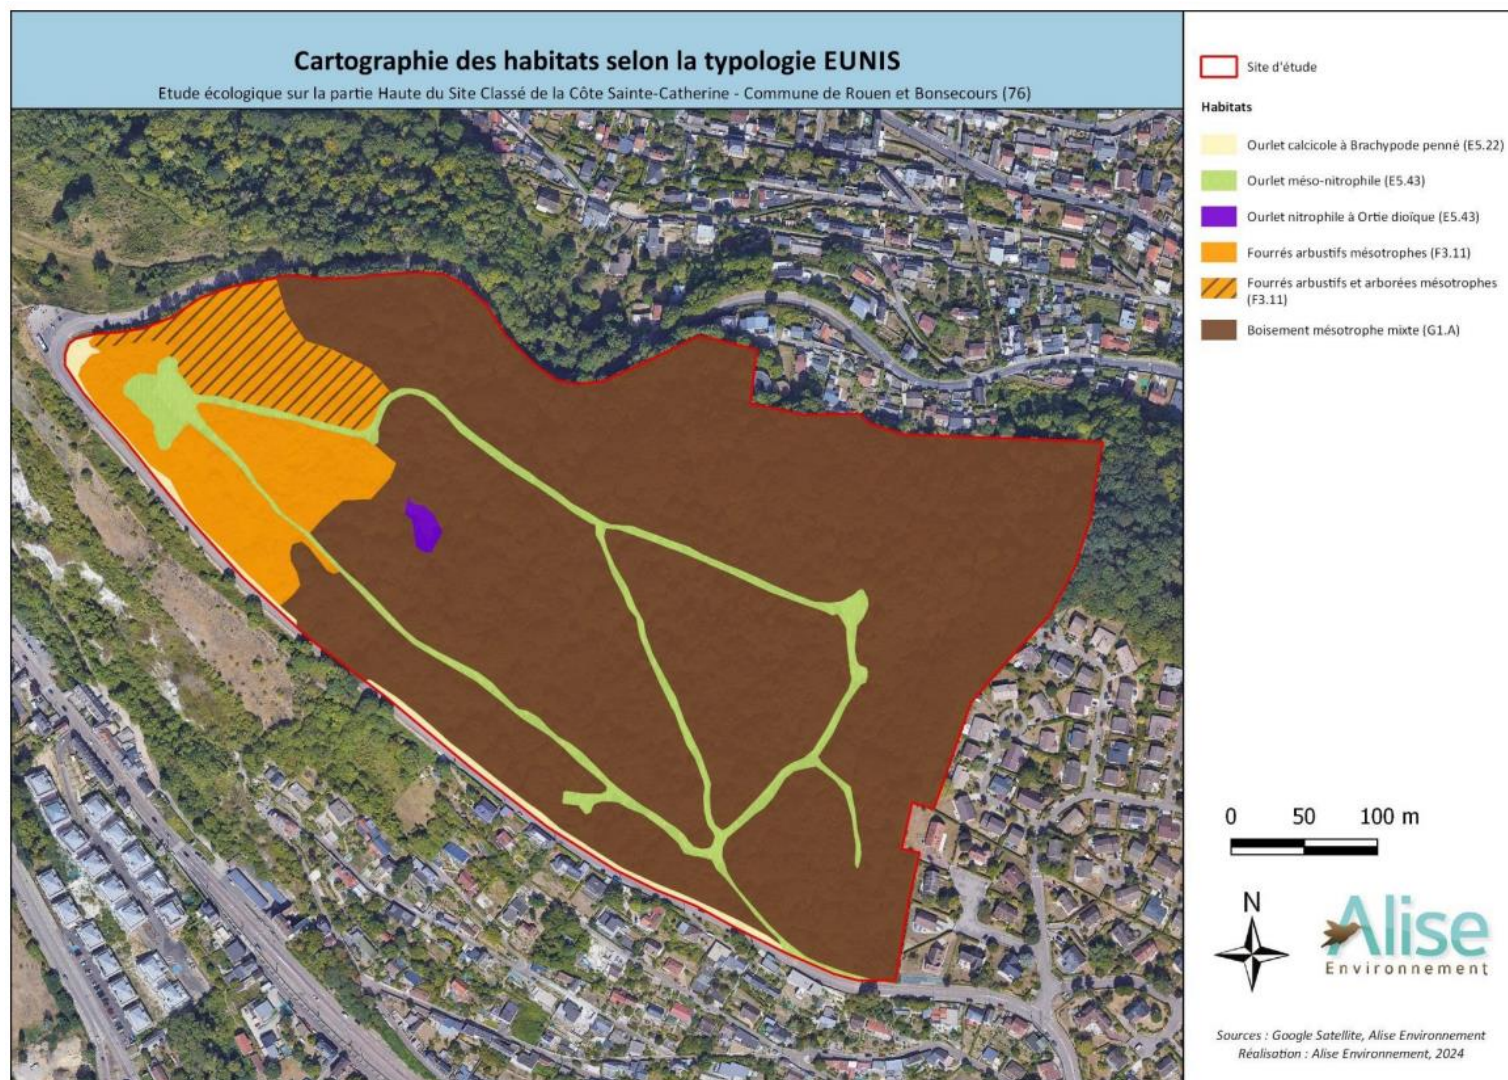 Cartographie des habitats selon la typologie EUNIS
Etude écologique sur la partie Haute du Site Classé de la Côte Sainte-Catherine - Commune de Rouen et Bonsecours (76)
Site d'étude
Habitats
Ourlet calcicole à Brachypode penné (E5.22)
Ourlet méso-nitrophile (E5.43)
Ourlet nitrophile à Ortie dioïque (E5.43)
Fourrés arbustifs mésotrophes (F3.11)
Fourrés arbustifs et arborées mésotrophes
(F3.11)
Boisement mésotrophe mixte (G1.A)
0 50 100 m
N
Alise
Environnement
Sources : Google Satellite, Alise Environnement
Réalisation : Alise Environnement, 2024